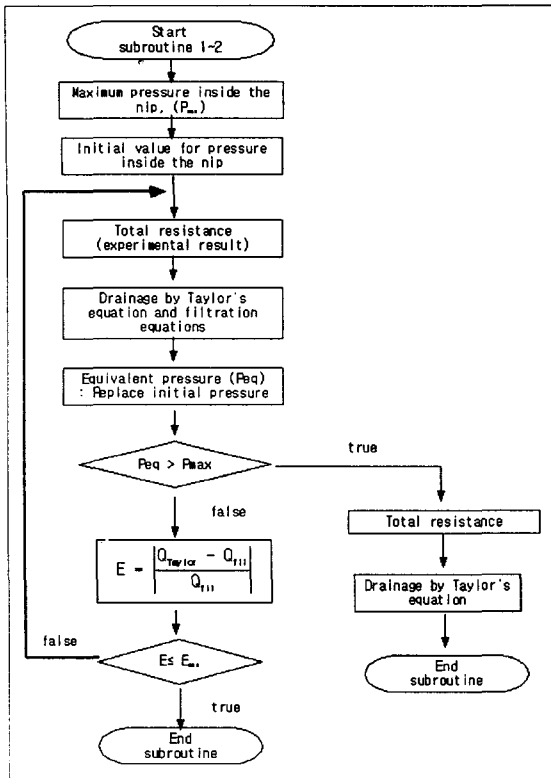 Start
subroutine 1~2
Maximum pressure inside the
nip, (Pmax)
Initial value for pressure
inside the nip
Total resistance
(experimental result)
Drainage by Taylor's
equation and filtration
equations
Equivalent pressure (Peq)
: Replace initial pressure
Peq > Pmax
true
false
E = |QTaylor - Qfil / Qfil|
Total resistance
Drainage by Taylor's
equation
End
subroutine
false
E≤ Emax
true
End
subroutine